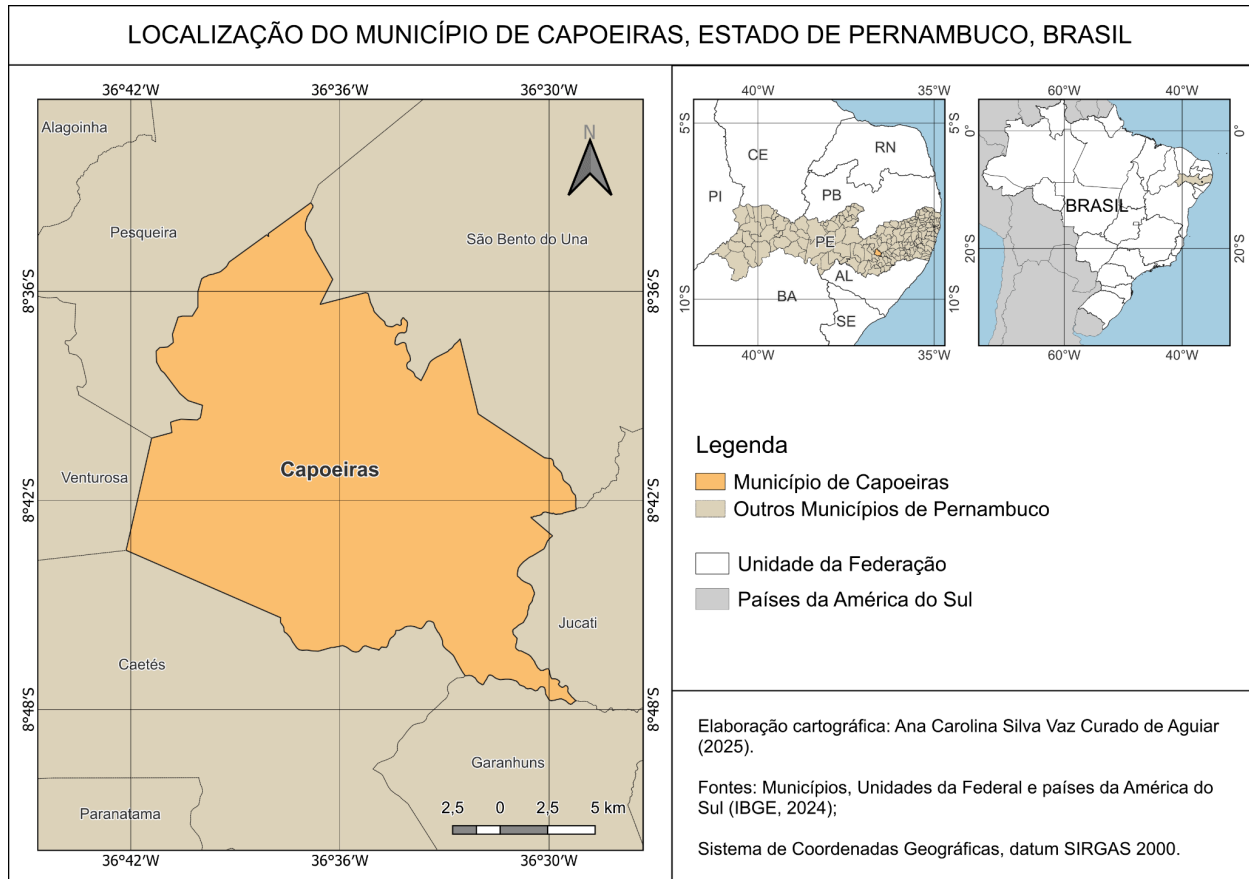 LOCALIZAÇÃO DO MUNICÍPIO DE CAPOEIRAS, ESTADO DE PERNAMBUCO, BRASIL
36°42'W 36°36'W 36°30'W
Alagoinha
N
Pesqueira
São Bento do Una
8°36'S 8°36'S
Capoeiras
Venturosa
8°42'S 8°42'S
Jucati
Caetés
8°48'S 8°48'S
Garanhuns
Paranatama
2,5 0 2,5 5 km
36°42'W 36°36'W 36°30'W
40°W 35°W
5°S 5°S
CE
RN
PI
PB
PE
AL
BA
SE
10°S 10°S
40°W 35°W
60°W 40°W
0° 0°
BRASIL
20°S 20°S
60°W 40°W
Legenda
Município de Capoeiras
Outros Municípios de Pernambuco
Unidade da Federação
Países da América do Sul
Elaboração cartográfica: Ana Carolina Silva Vaz Curado de Aguiar
(2025).
Fontes: Municípios, Unidades da Federal e países da América do
Sul (IBGE, 2024);
Sistema de Coordenadas Geográficas, datum SIRGAS 2000.